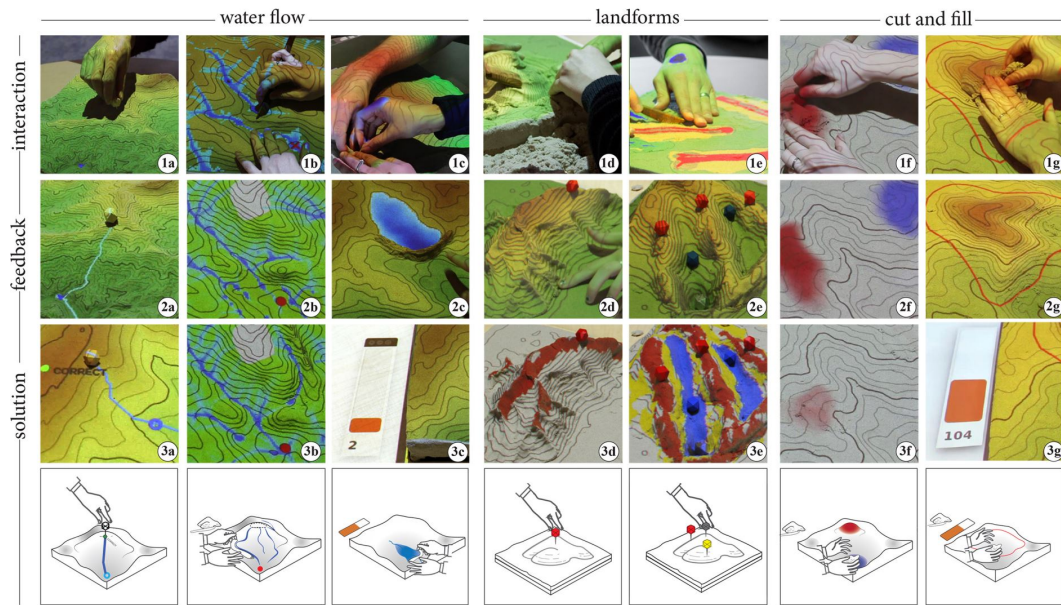 water flow
landforms
cut and fill
interaction
1a
1b
1c
1d
1e
1f
1g
feedback
2a
2b
2c
2d
2e
2f
2g
solution
CORRECT
3a
3b
2
3c
3d
3e
3f
104
3g